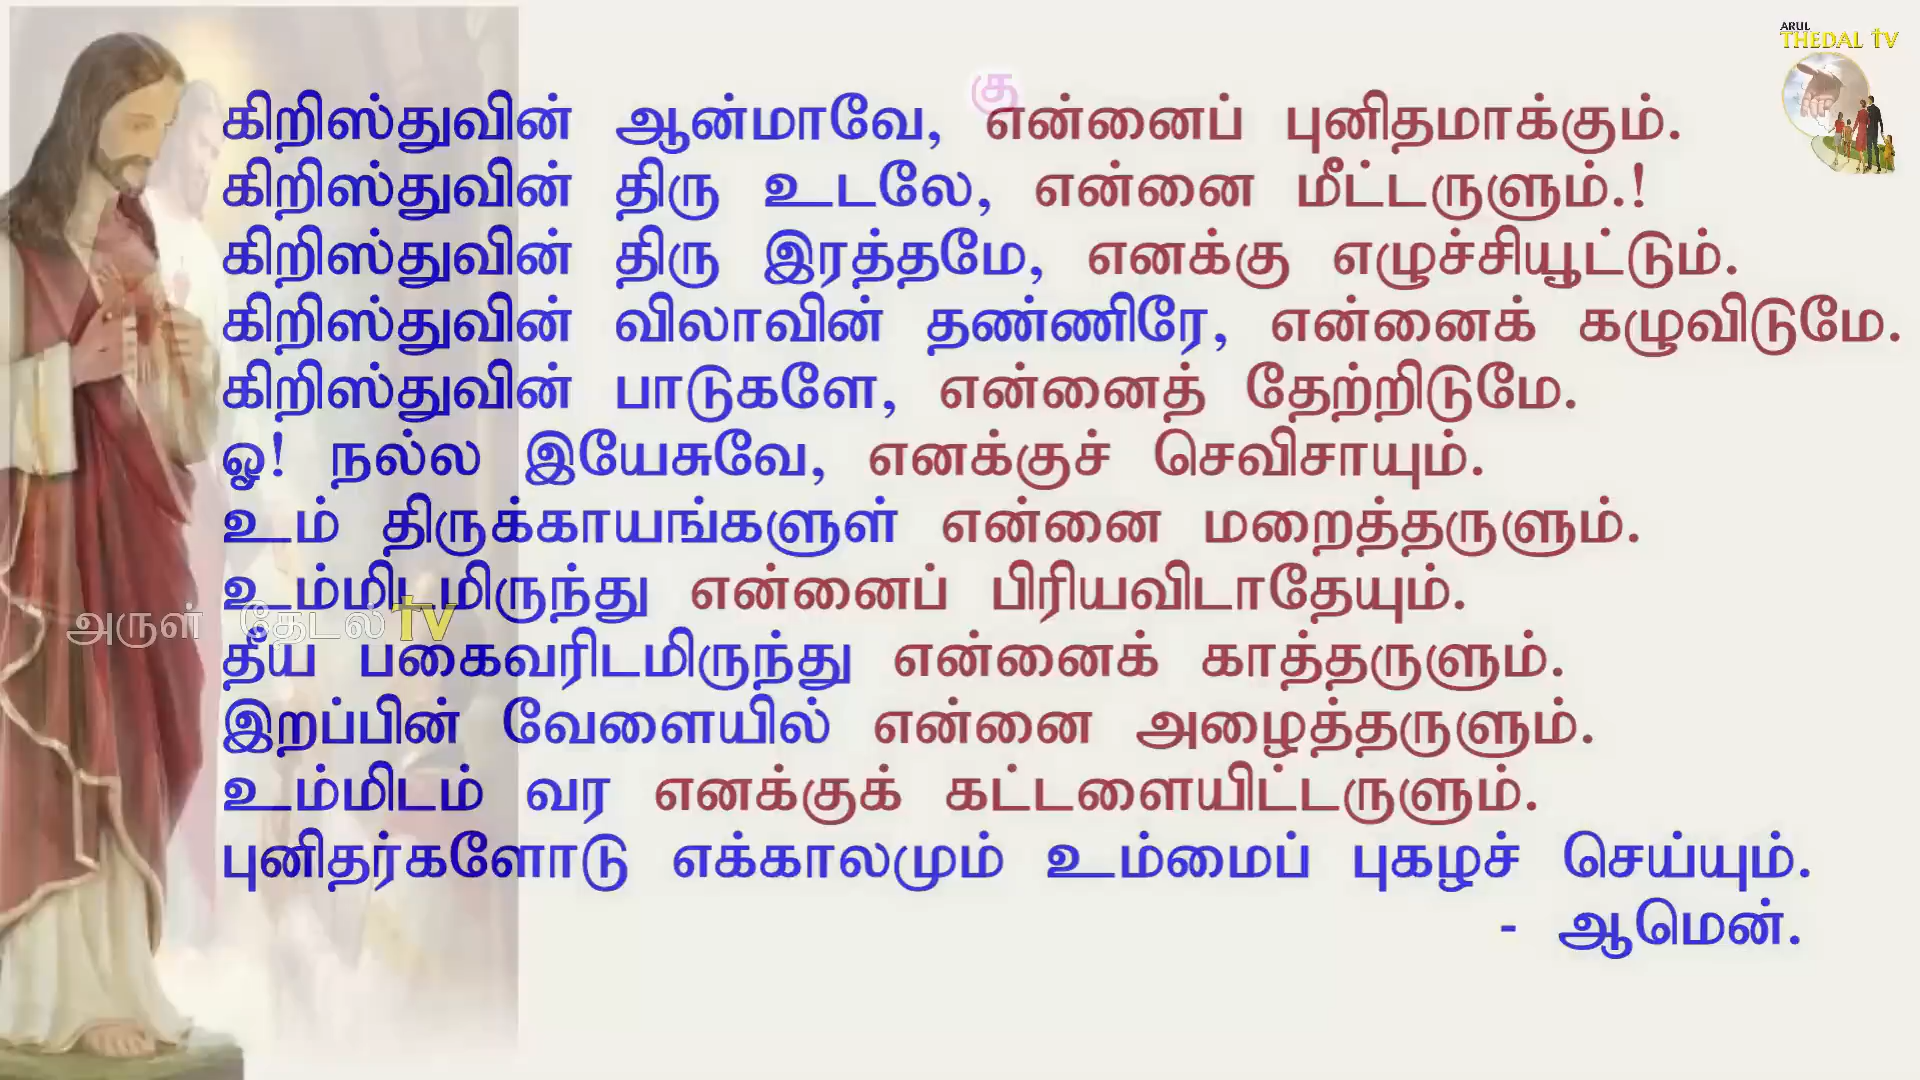 ARUL
THEDAL TV
கு
கிறிஸ்துவின் ஆன்மாவே, என்னைப் புனிதமாக்கும்.
கிறிஸ்துவின் திரு உடலே, என்னை மீட்டருளும்.!
கிறிஸ்துவின் திரு இரத்தமே, எனக்கு எழுச்சியூட்டும்.
கிறிஸ்துவின் விலாவின் தண்ணிரே, என்னைக் கழுவிடுமே.
கிறிஸ்துவின் பாடுகளே, என்னைத் தேற்றிடுமே.
ஓ! நல்ல இயேசுவே, எனக்குச் செவிசாயும்.
உம் திருக்காயங்களுள் என்னை மறைத்தருளும்.
உம்மிடமிருந்து என்னைப் பிரியவிடாதேயும்.
அருள் தேடல் TV
தீய பகைவரிடமிருந்து என்னைக் காத்தருளும்.
இறப்பின் வேளையில் என்னை அழைத்தருளும்.
உம்மிடம் வர எனக்குக் கட்டளையிட்டருளும்.
புனிதர்களோடு எக்காலமும் உம்மைப் புகழச் செய்யும்.
- ஆமென்.